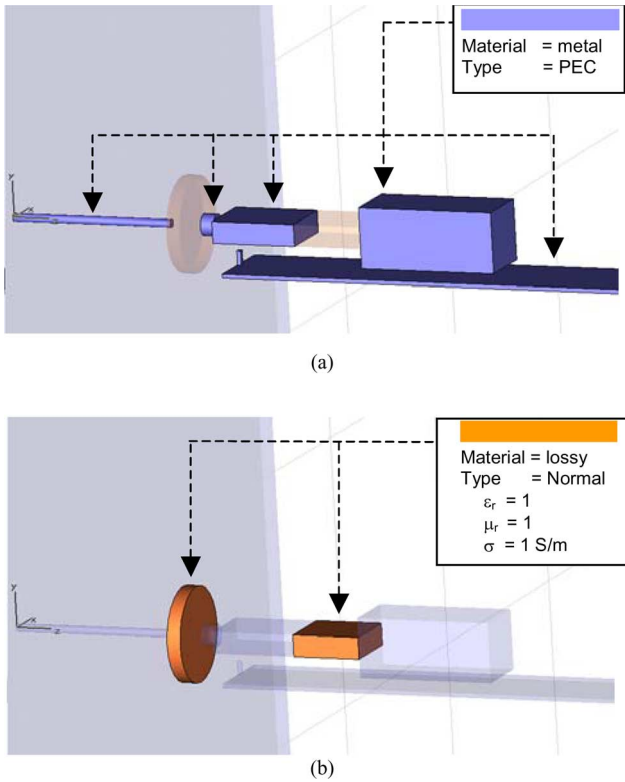 Material = metal
Type = PEC
y
x
z
(a)
Material = lossy
Type = Normal
εr = 1
μr = 1
σ = 1 S/m
y
x
z
(b)